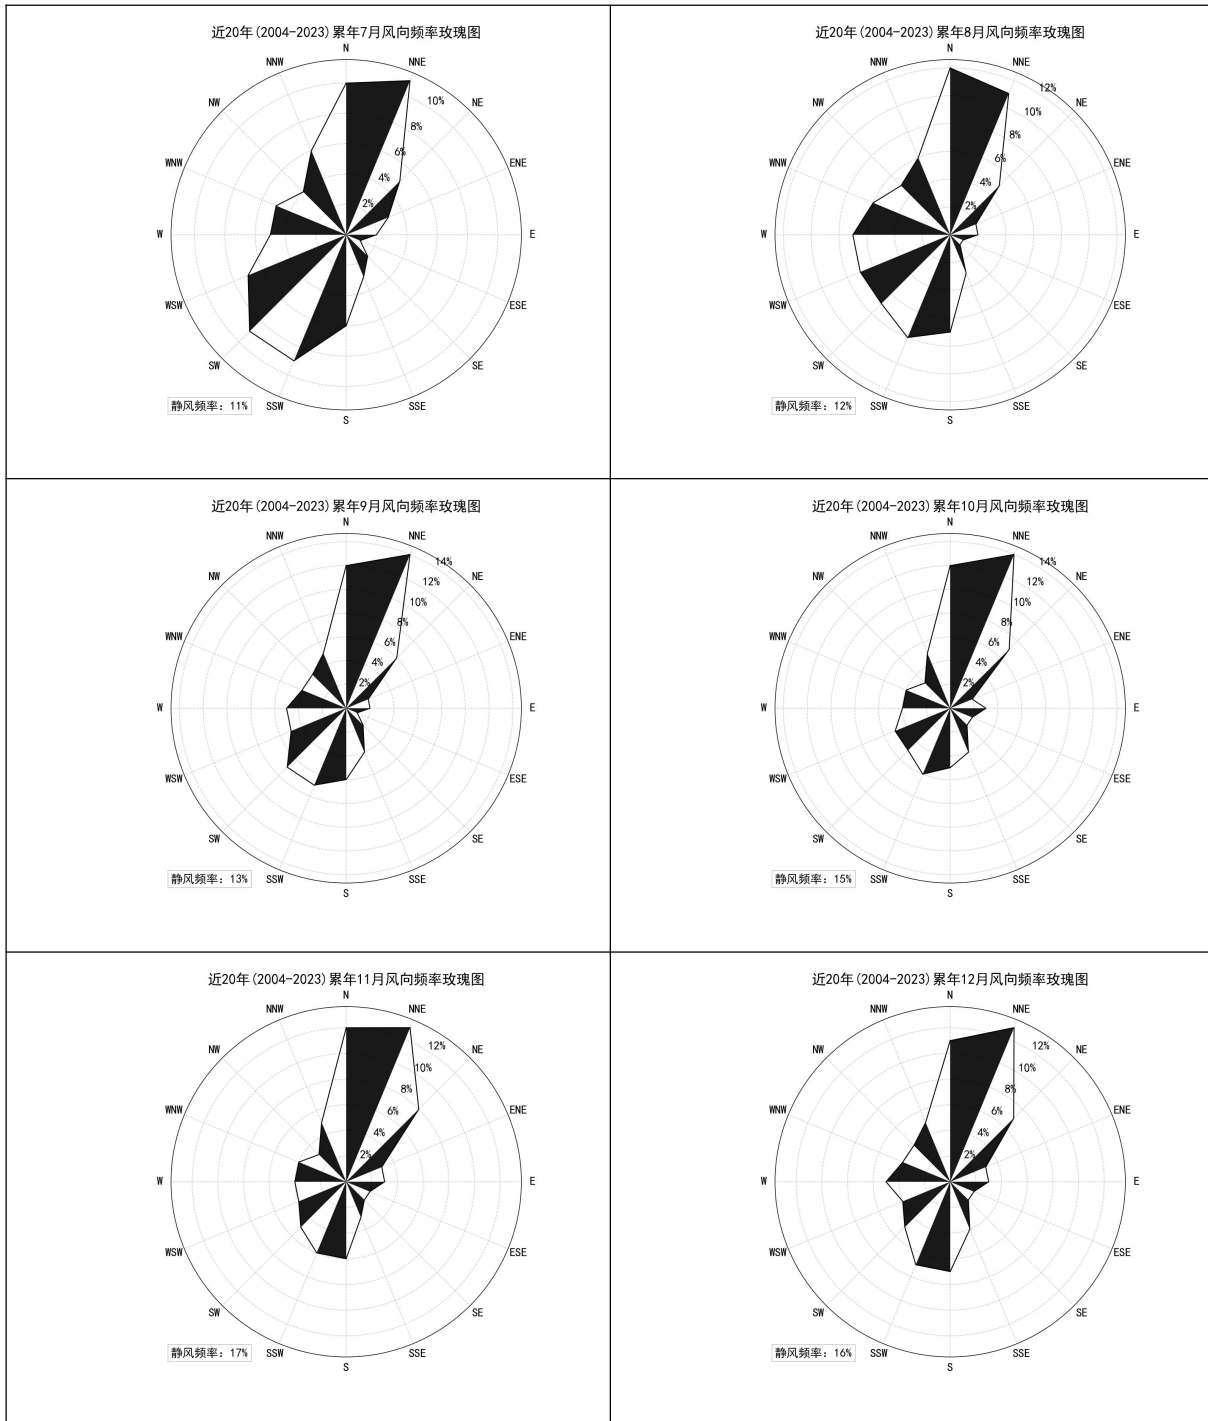 近20年(2004-2023)累年7月风向频率玫瑰图
N
NNW
NNE
NW
NE
10%
8%
WNW
ENE
6%
4%
2%
W
E
WSW
ESE
SW
SE
静风频率: 11%
SSW
SSE
S
近20年(2004-2023)累年8月风向频率玫瑰图
N
NNW
NNE
12%
NW
NE
10%
8%
WNW
ENE
6%
4%
2%
W
E
WSW
ESE
SW
SE
静风频率: 12%
SSW
SSE
S
近20年(2004-2023)累年9月风向频率玫瑰图
N
NNW
NNE
14%
NW
NE
12%
10%
8%
WNW
ENE
6%
4%
2%
W
E
WSW
ESE
SW
SE
静风频率: 13%
SSW
SSE
S
近20年(2004-2023)累年10月风向频率玫瑰图
N
NNW
NNE
14%
NW
NE
12%
10%
8%
WNW
ENE
6%
4%
2%
W
E
WSW
ESE
SW
SE
静风频率: 15%
SSW
SSE
S
近20年(2004-2023)累年11月风向频率玫瑰图
N
NNW
NNE
12%
NW
NE
10%
8%
WNW
ENE
6%
4%
2%
W
E
WSW
ESE
SW
SE
静风频率: 17%
SSW
SSE
S
近20年(2004-2023)累年12月风向频率玫瑰图
N
NNW
NNE
12%
NW
NE
10%
8%
WNW
ENE
6%
4%
2%
W
E
WSW
ESE
SW
SE
静风频率: 16%
SSW
SSE
S